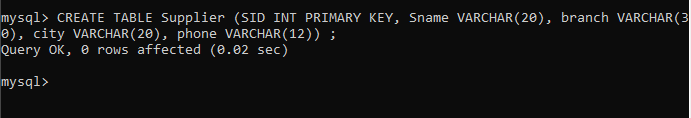 mysql> CREATE TABLE Supplier (SID INT PRIMARY KEY, Sname VARCHAR(20), branch VARCHAR(3
0), city VARCHAR(20), phone VARCHAR(12)) ;
Query OK, 0 rows affected (0.02 sec)
mysql>